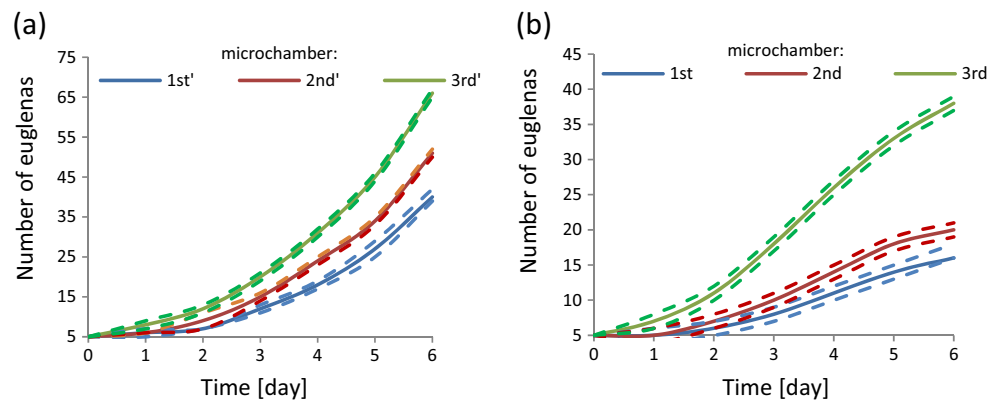 (a)
microchamber:
1st' 2nd' 3rd'
Number of euglenas
75
65
55
45
35
25
15
5
0 1 2 3 4 5 6
Time [day]
(b)
microchamber:
1st 2nd 3rd
Number of euglenas
45
40
35
30
25
20
15
10
5
0 1 2 3 4 5 6
Time [day]